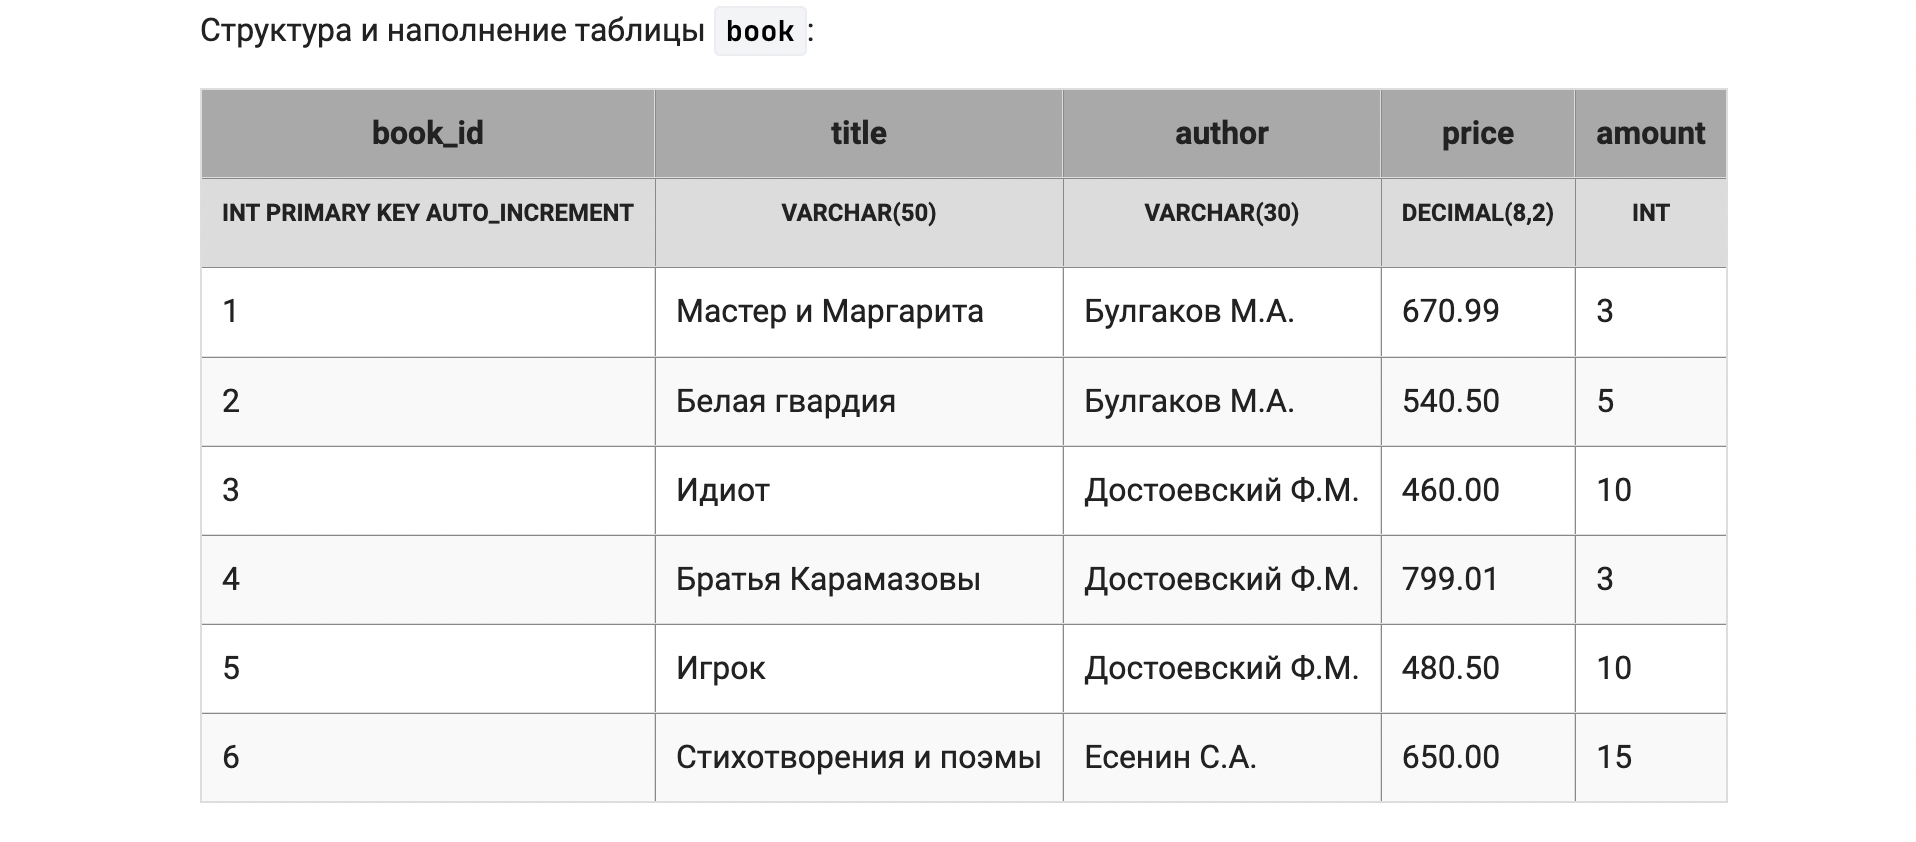 Структура и наполнение таблицы book:
book_id title author price amount
INT PRIMARY KEY AUTO_INCREMENT VARCHAR(50) VARCHAR(30) DECIMAL(8,2) INT
1 Мастер и Маргарита Булгаков М.А. 670.99 3
2 Белая гвардия Булгаков М.А. 540.50 5
3 Идиот Достоевский Ф.М. 460.00 10
4 Братья Карамазовы Достоевский Ф.М. 799.01 3
5 Игрок Достоевский Ф.М. 480.50 10
6 Стихотворения и поэмы Есенин С.А. 650.00 15